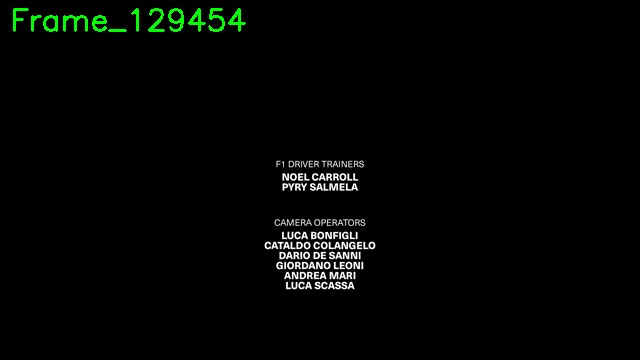 Frame_129454
F1 DRIVER TRAINERS
NOEL CARROLL
PYRY SALMELA
CAMERA OPERATORS
LUCA BONFIGLI
CATALDO COLANGELO
DARIO DE SANNI
GIORDANO LEONI
ANDREA MARI
LUCA SCASSA